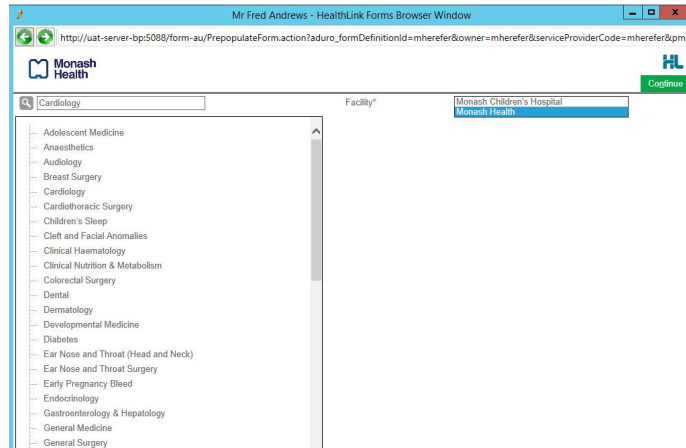 Mr Fred Andrews - HealthLink Forms Browser Window
http://uat-server-bp:5088/form-au/PrepopulateForm.action?aduro_formDefinitionId=mherefer&owner=mherefer&serviceProviderCode=mherefer&pm
Monash
Health
HL
Continue
Cardiology
Facility*
Monash Children's Hospital
Monash Health
Adolescent Medicine
Anaesthetics
Audiology
Breast Surgery
Cardiology
Cardiothoracic Surgery
Children's Sleep
Cleft and Facial Anomalies
Clinical Haematology
Clinical Nutrition & Metabolism
Colorectal Surgery
Dental
Dermatology
Developmental Medicine
Diabetes
Ear Nose and Throat (Head and Neck)
Ear Nose and Throat Surgery
Early Pregnancy Bleed
Endocrinology
Gastroenterology & Hepatology
General Medicine
General Surgery